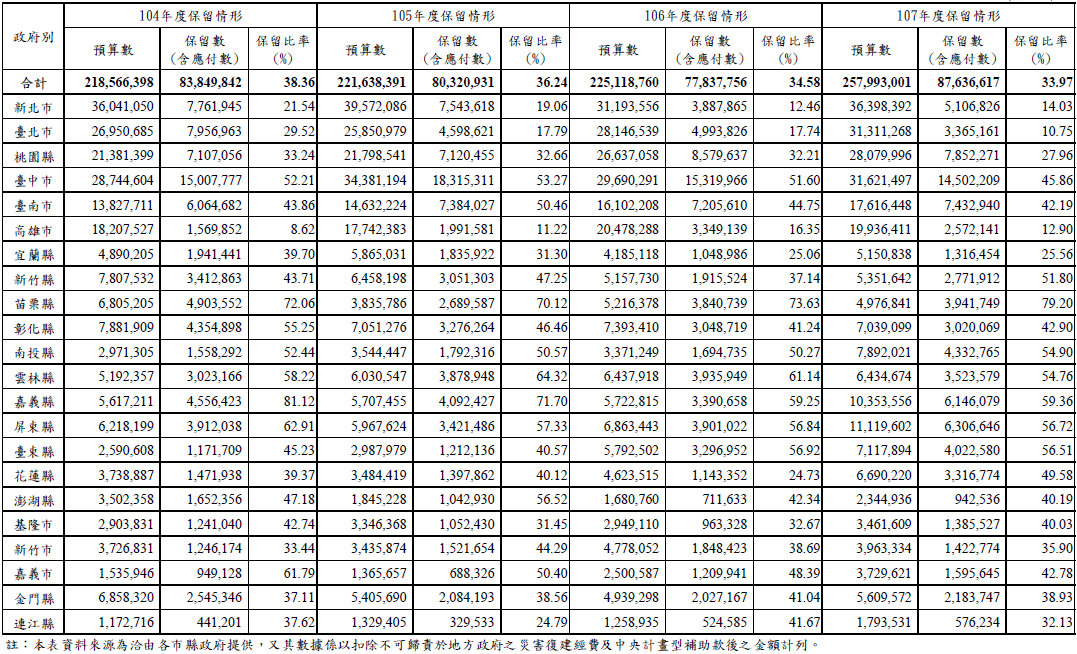 104年度保留情形 105年度保留情形 106年度保留情形 107年度保留情形
政府別 預算數 保留數(含應付數) 保留比率(%) 預算數 保留數(含應付數) 保留比率(%) 預算數 保留數(含應付數) 保留比率(%) 預算數 保留數(含應付數) 保留比率(%)
合計 218,566,398 83,849,842 38.36 221,638,391 80,320,931 36.24 225,118,760 77,837,756 34.58 257,993,001 87,636,617 33.97
新北市 36,041,050 7,761,945 21.54 39,572,086 7,543,618 19.06 31,193,556 3,887,865 12.46 36,398,392 5,106,826 14.03
臺北市 26,950,685 7,956,963 29.52 25,850,979 4,598,621 17.79 28,146,539 4,993,826 17.74 31,311,268 3,365,161 10.75
桃園縣 21,381,399 7,107,056 33.24 21,798,541 7,120,455 32.66 26,637,058 8,579,637 32.21 28,079,996 7,852,271 27.96
臺中市 28,744,604 15,007,777 52.21 34,381,194 18,315,311 53.27 29,690,291 15,319,966 51.60 31,621,497 14,502,209 45.86
臺南市 13,827,711 6,064,682 43.86 14,632,224 7,384,027 50.46 16,102,208 7,205,610 44.75 17,616,448 7,432,940 42.19
高雄市 18,207,527 1,569,852 8.62 17,742,383 1,991,581 11.22 20,478,288 3,349,139 16.35 19,936,411 2,572,141 12.90
宜蘭縣 4,890,205 1,941,441 39.70 5,865,031 1,835,922 31.30 4,185,118 1,048,986 25.06 5,150,838 1,316,454 25.56
新竹縣 7,807,532 3,412,863 43.71 6,458,198 3,051,303 47.25 5,157,730 1,915,524 37.14 5,351,642 2,771,912 51.80
苗栗縣 6,805,205 4,903,552 72.06 3,835,786 2,689,587 70.12 5,216,378 3,840,739 73.63 4,976,841 3,941,749 79.20
彰化縣 7,881,909 4,354,898 55.25 7,051,276 3,276,264 46.46 7,393,410 3,048,719 41.24 7,039,099 3,020,069 42.90
南投縣 2,971,305 1,558,292 52.44 3,544,447 1,792,316 50.57 3,371,249 1,694,735 50.27 7,892,021 4,332,765 54.90
雲林縣 5,192,357 3,023,166 58.22 6,030,547 3,878,948 64.32 6,437,918 3,935,949 61.14 6,434,674 3,523,579 54.76
嘉義縣 5,617,211 4,556,423 81.12 5,707,455 4,092,427 71.70 5,722,815 3,390,658 59.25 10,353,556 6,146,079 59.36
屏東縣 6,218,199 3,912,038 62.91 5,967,624 3,421,486 57.33 6,863,443 3,901,022 56.84 11,119,602 6,306,646 56.72
臺東縣 2,590,608 1,171,709 45.23 2,987,979 1,212,136 40.57 5,792,502 3,296,952 56.92 7,117,894 4,022,580 56.51
花蓮縣 3,738,887 1,471,938 39.37 3,484,419 1,397,862 40.12 4,623,515 1,143,352 24.73 6,690,220 3,316,774 49.58
澎湖縣 3,502,358 1,652,356 47.18 1,845,228 1,042,930 56.52 1,680,760 711,633 42.34 2,344,936 942,536 40.19
基隆市 2,903,831 1,241,040 42.74 3,346,368 1,052,430 31.45 2,949,110 963,328 32.67 3,461,609 1,385,527 40.03
新竹市 3,726,831 1,246,174 33.44 3,435,874 1,521,654 44.29 4,778,052 1,848,423 38.69 3,963,334 1,422,774 35.90
嘉義市 1,535,946 949,128 61.79 1,365,657 688,326 50.40 2,500,587 1,209,941 48.39 3,729,621 1,595,645 42.78
金門縣 6,858,320 2,545,346 37.11 5,405,690 2,084,193 38.56 4,939,298 2,027,167 41.04 5,609,572 2,183,747 38.93
連江縣 1,172,716 441,201 37.62 1,329,405 329,533 24.79 1,258,935 524,585 41.67 1,793,531 576,234 32.13
註：本表資料來源為洽由各市縣政府提供，又其數據係以扣除不可歸責於地方政府之災害復建經費及中央計畫型補助款後之金額計列。